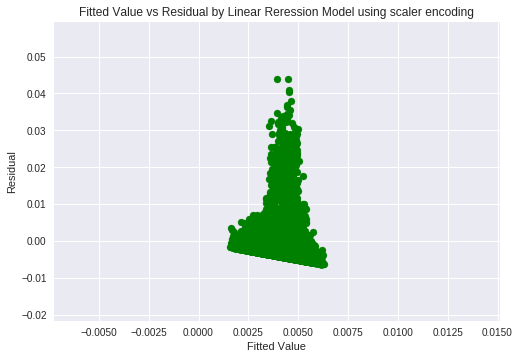 Fitted Value vs Residual by Linear Reression Model using scaler encoding
0.05
0.04
0.03
0.02
0.01
0.00
−0.01
−0.02
Residual
−0.0050 −0.0025 0.0000 0.0025 0.0050 0.0075 0.0100 0.0125 0.0150
Fitted Value